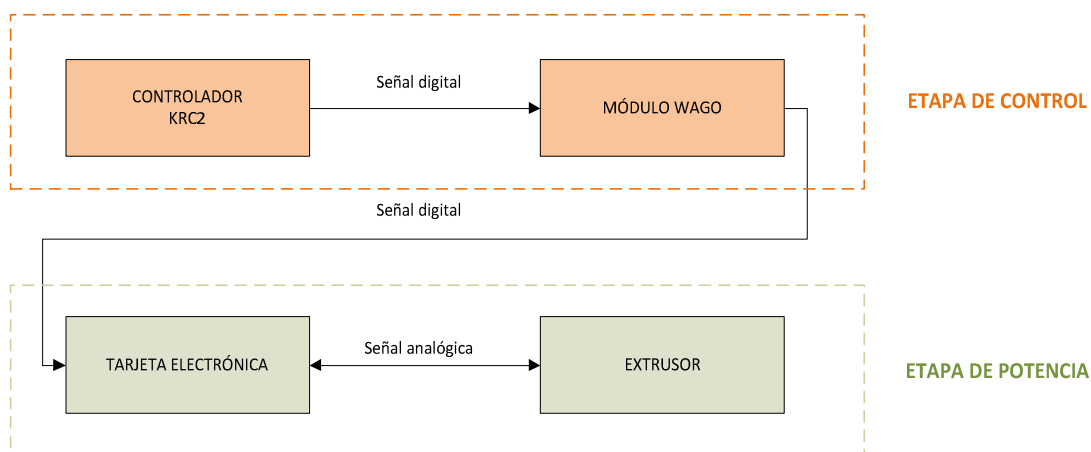 CONTROLADOR
KRC2
Señal digital
MÓDULO WAGO
ETAPA DE CONTROL
Señal digital
TARJETA ELECTRÓNICA
Señal analógica
EXTRUSOR
ETAPA DE POTENCIA